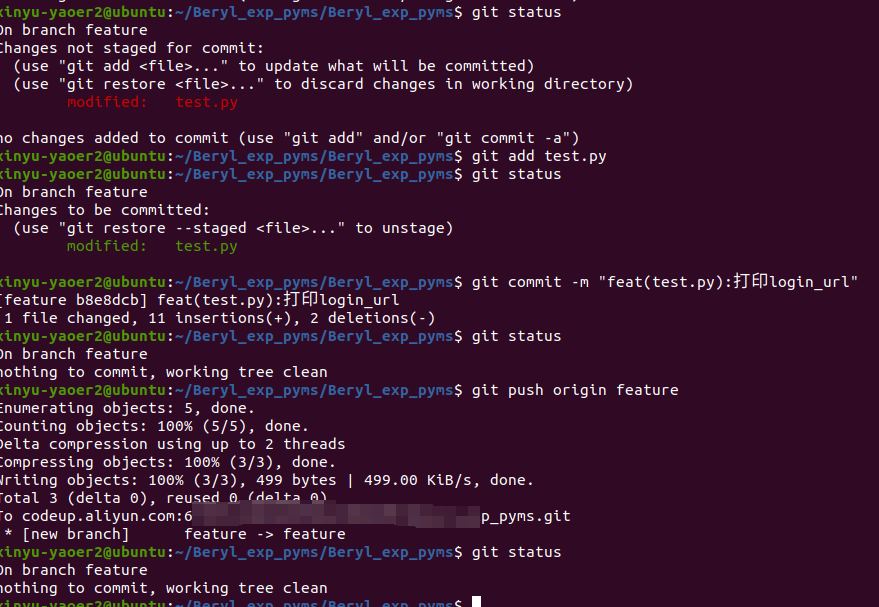 xinyu-yaoer2@ubuntu:~/Beryl_exp_pyms/Beryl_exp_pyms$ git status
On branch feature
Changes not staged for commit:
  (use "git add <file>..." to update what will be committed)
  (use "git restore <file>..." to discard changes in working directory)
        modified:   test.py

no changes added to commit (use "git add" and/or "git commit -a")
xinyu-yaoer2@ubuntu:~/Beryl_exp_pyms/Beryl_exp_pyms$ git add test.py
xinyu-yaoer2@ubuntu:~/Beryl_exp_pyms/Beryl_exp_pyms$ git status
On branch feature
Changes to be committed:
  (use "git restore --staged <file>..." to unstage)
        modified:   test.py

xinyu-yaoer2@ubuntu:~/Beryl_exp_pyms/Beryl_exp_pyms$ git commit -m "feat(test.py):打印login_url"
[feature b8e8dcb] feat(test.py):打印login_url
 1 file changed, 11 insertions(+), 2 deletions(-)
xinyu-yaoer2@ubuntu:~/Beryl_exp_pyms/Beryl_exp_pyms$ git status
On branch feature
nothing to commit, working tree clean
xinyu-yaoer2@ubuntu:~/Beryl_exp_pyms/Beryl_exp_pyms$ git push origin feature
Enumerating objects: 5, done.
Counting objects: 100% (5/5), done.
Delta compression using up to 2 threads
Compressing objects: 100% (3/3), done.
Writing objects: 100% (3/3), 499 bytes | 499.00 KiB/s, done.
Total 3 (delta 0), reused 0 (delta 0)
To codeup.aliyun.com:6 p_pyms.git
 * [new branch]      feature -> feature
xinyu-yaoer2@ubuntu:~/Beryl_exp_pyms/Beryl_exp_pyms$ git status
On branch feature
nothing to commit, working tree clean
xinyu-yaoer2@ubuntu:~/Beryl_exp_pyms/Beryl_exp_pyms$